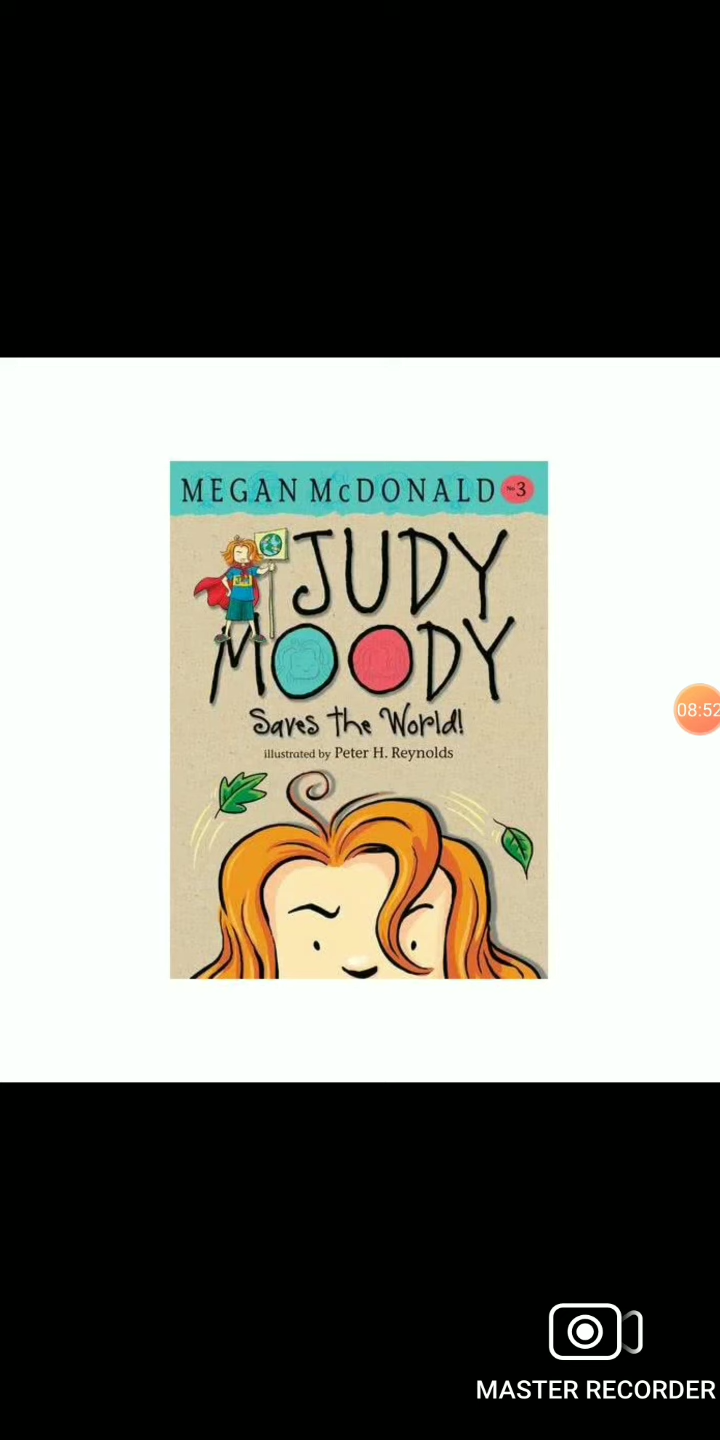 MEGAN McDONALD No. 3
JUDY
MOODY
Saves the World!
illustrated by Peter H. Reynolds
08:52
MASTER RECORDER